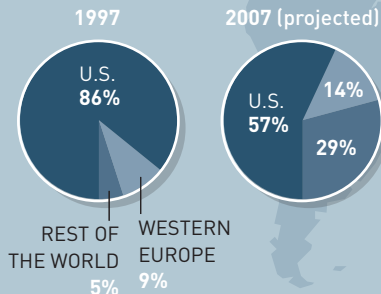 1997
U.S.
86%
REST OF
THE WORLD
5%
WESTERN
EUROPE
9%
2007 (projected)
U.S.
57%
14%
29%